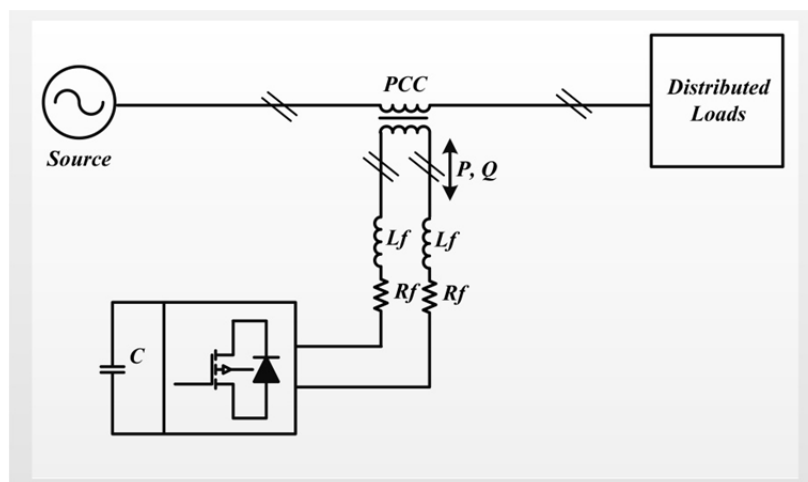 PCC
Distributed
Loads
Source
P, Q
Lf
Lf
Rf
Rf
C